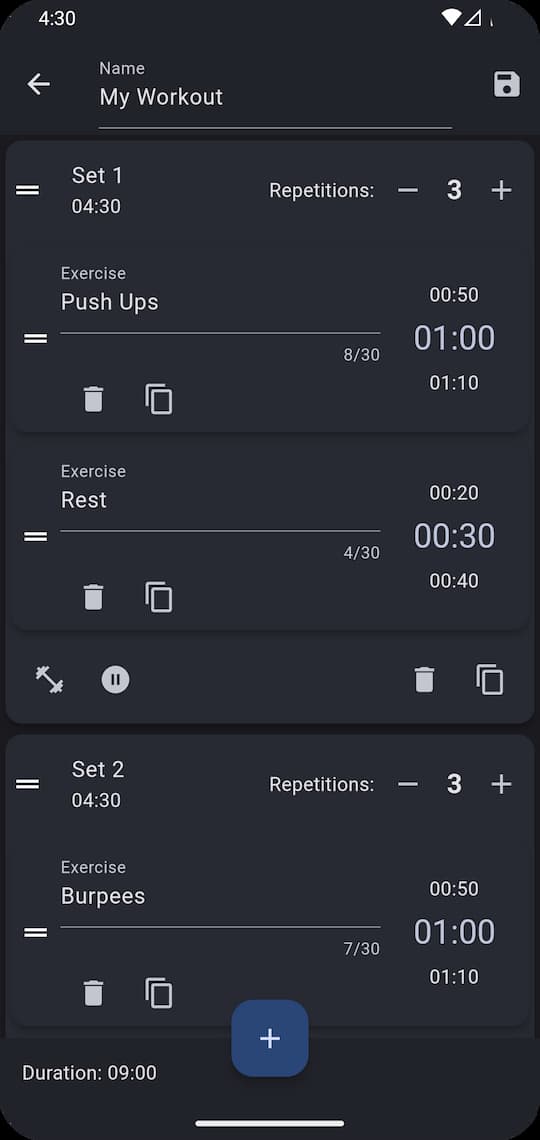 4:30
Name
My Workout
Set 1
04:30
Repetitions: 3
Exercise
Push Ups
8/30
00:50
01:00
01:10
Exercise
Rest
4/30
00:20
00:30
00:40
Set 2
04:30
Repetitions: 3
Exercise
Burpees
7/30
00:50
01:00
01:10
Duration: 09:00